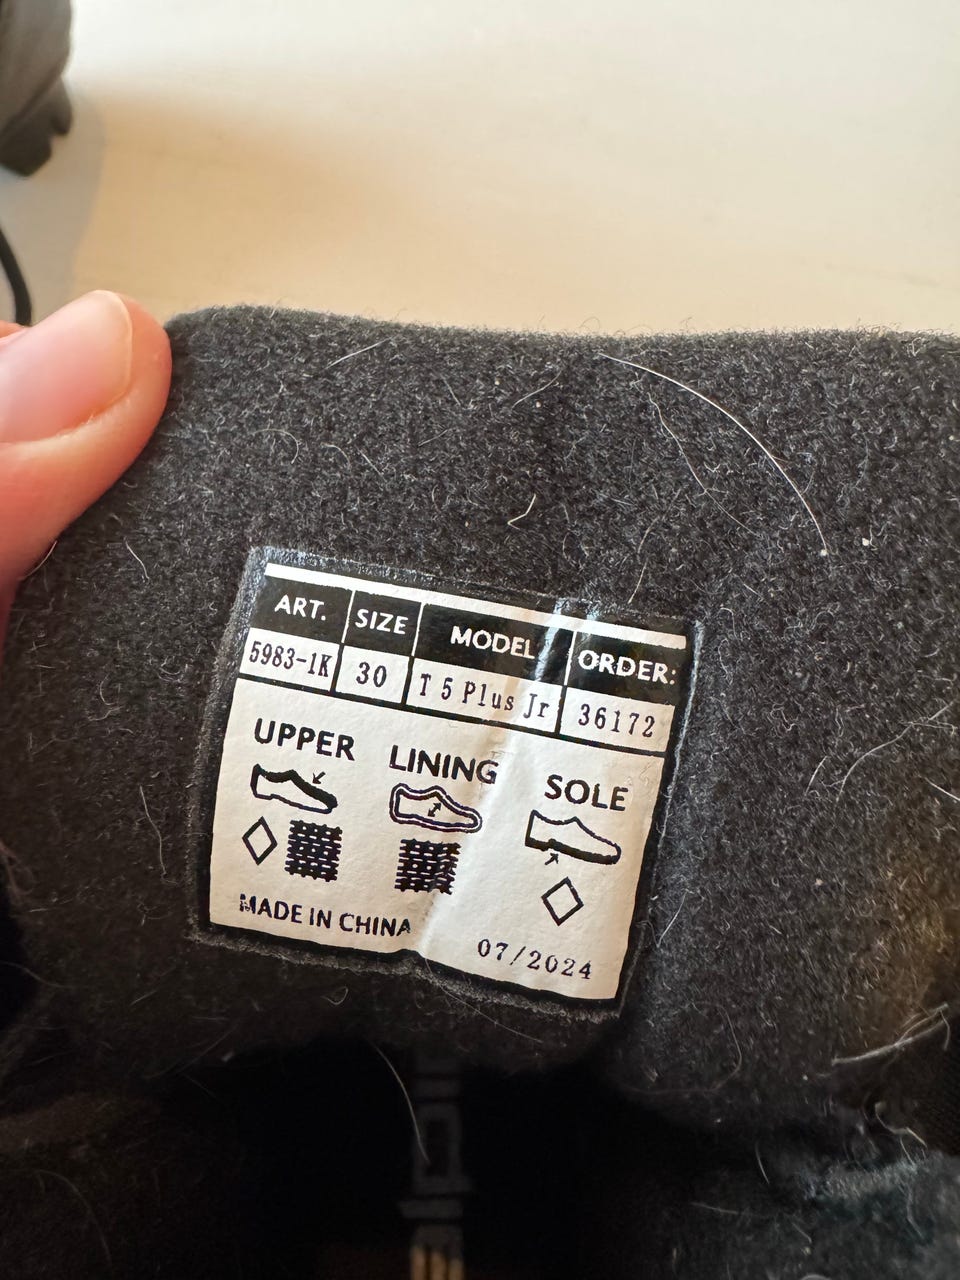 ART. SIZE MODEL ORDER:
5983-1K 30 T 5 Plus Jr 36172
UPPER LINING SOLE
MADE IN CHINA
07/2024